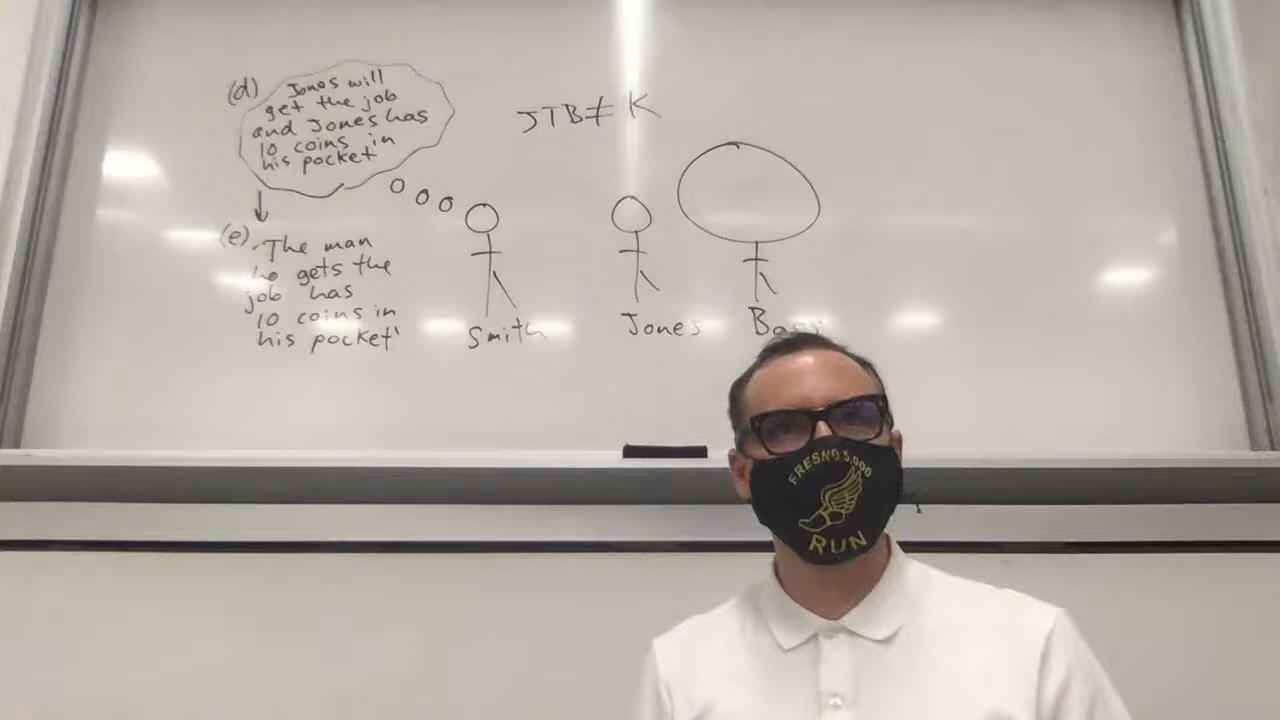 (d) Jones will
get the job
and Jones has
10 coins in
his pocket
JTB≠K
(e) The man
gets the
job has
10 coins in
his pocket
Smith
Jones
FRESNO 5,000
RUN